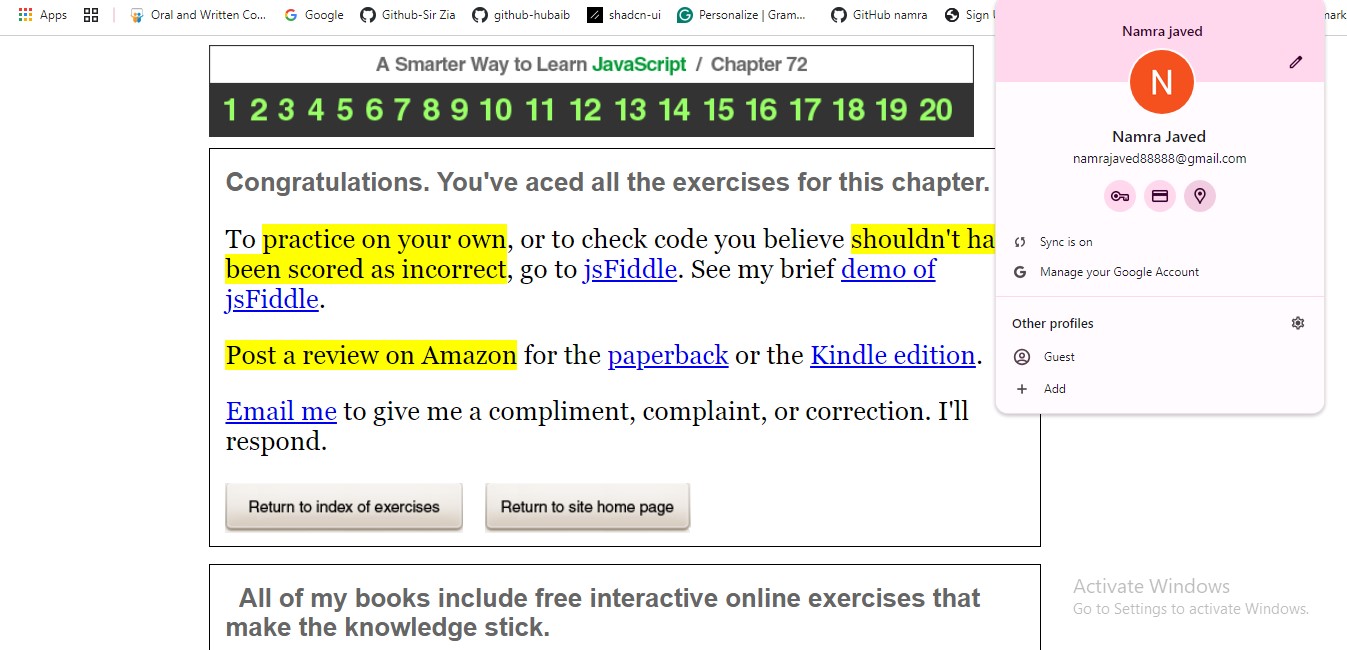 Apps
Oral and Written Co...
Google
Github-Sir Zia
github-hubaib
shadcn-ui
Personalize | Gram...
GitHub namra
Sign
A Smarter Way to Learn JavaScript / Chapter 72
1 2 3 4 5 6 7 8 9 10 11 12 13 14 15 16 17 18 19 20
Congratulations. You've aced all the exercises for this chapter.
To practice on your own, or to check code you believe shouldn't ha
been scored as incorrect, go to jsFiddle. See my brief demo of
jsFiddle.
Post a review on Amazon for the paperback or the Kindle edition.
Email me to give me a compliment, complaint, or correction. I'll
respond.
Return to index of exercises
Return to site home page
All of my books include free interactive online exercises that
make the knowledge stick.
Namra javed
N
Namra Javed
namrajaved88888@gmail.com
Sync is on
Manage your Google Account
Other profiles
Guest
Add
Activate Windows
Go to Settings to activate Windows.